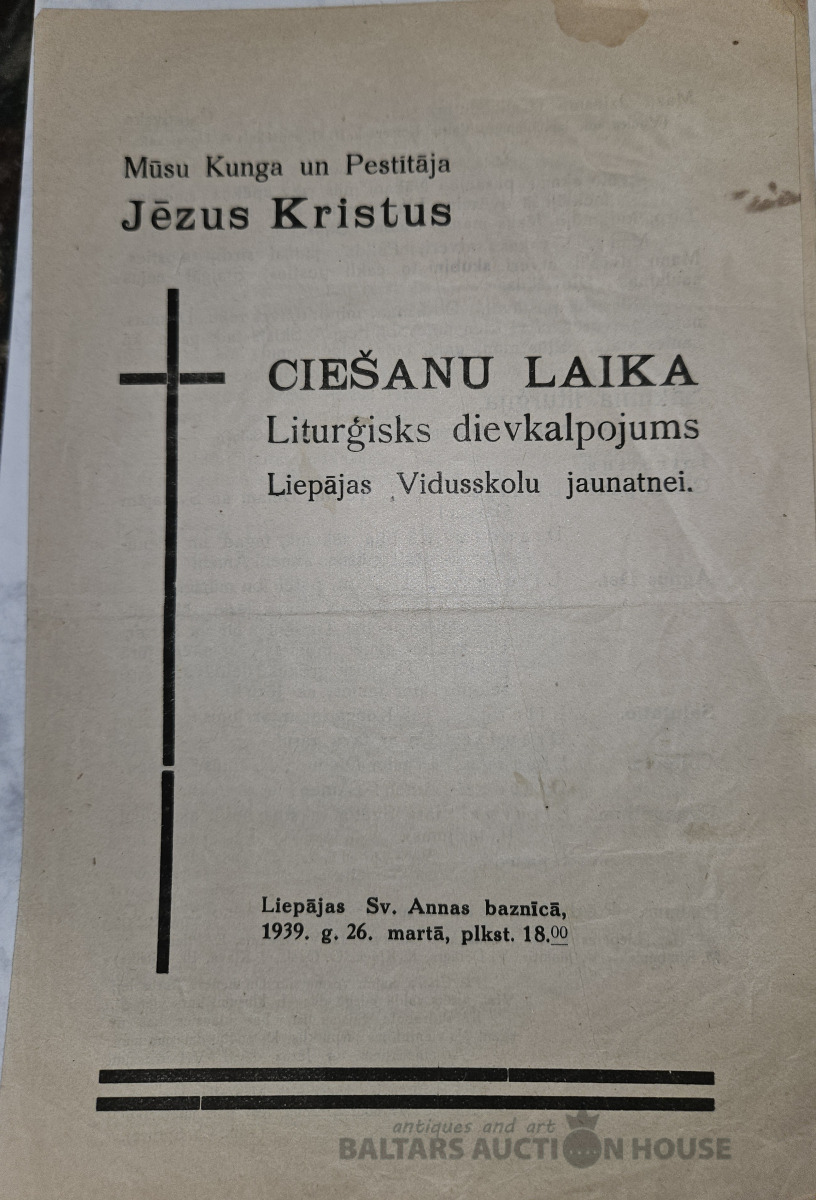 Mūsu Kunga un Pestītāja
Jēzus Kristus
CIEŠANU LAIKA
Liturģisks dievkalpojums
Liepājas Vidusskolu jaunatnei.
Liepājas Sv. Annas baznīcā,
1939. g. 26. martā, plkst. 18.00
antiques and art
BALTARS AUCTION HOUSE